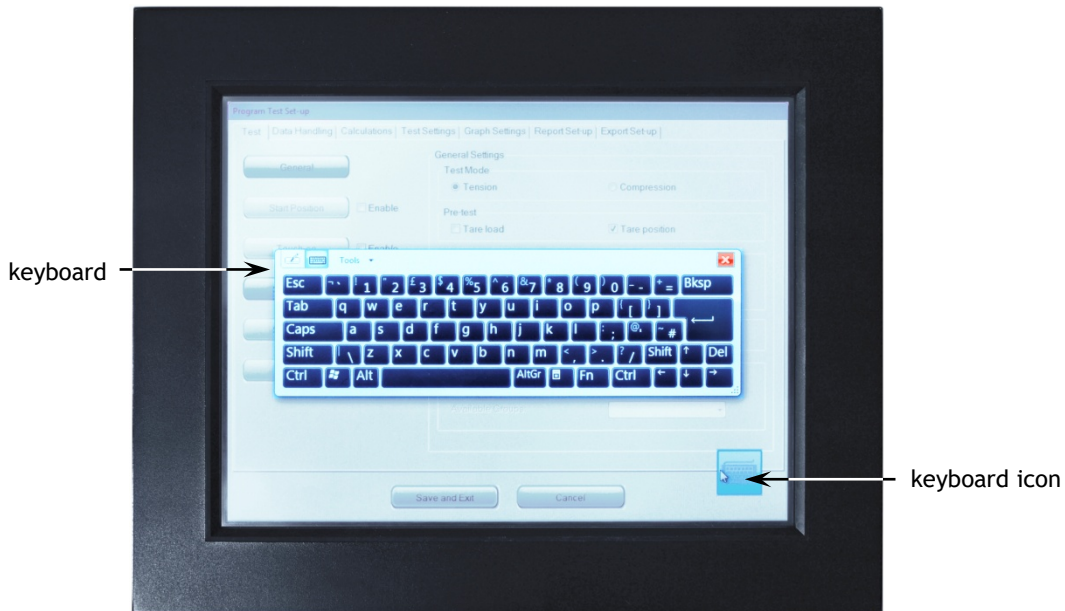 Program Test Set-up
Test Data Handling Calculations Test Settings Graph Settings Report Set-up Export Set-up
General Settings
General
Test Mode
Tension Compression
Start Position Enable
Pre-test
Tare load Tare position
Enable
keyboard
Tools
Esc ¬ ` ! 1 " 2 £ 3 $ 4 % 5 ^ 6 & 7 * 8 ( 9 ) 0 _ - + = Bksp
Tab q w e r t y u i o p { [ } ]
Caps a s d f g h j k l : ; @ ' ~ #
Shift | \ z x c v b n m < , > . ? / Shift ↑ Del
Ctrl Alt AltGr Fn Ctrl ← ↓ →
keyboard icon
Save and Exit Cancel